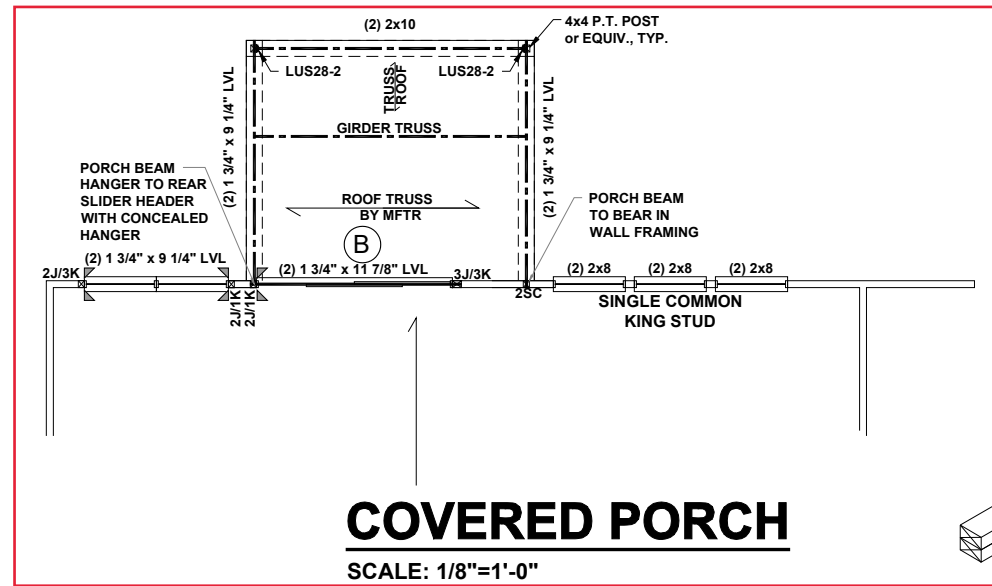 (2) 2x10
4x4 P.T. POST
or EQUIV., TYP.
LUS28-2
LUS28-2
(2) 1 3/4" x 9 1/4" LVL
TRUSS
ROOF
(2) 1 3/4" x 9 1/4" LVL
GIRDER TRUSS
PORCH BEAM
HANGER TO REAR
SLIDER HEADER
WITH CONCEALED
HANGER
ROOF TRUSS
BY MFTR
PORCH BEAM
TO BEAR IN
WALL FRAMING
B
2J/3K
(2) 1 3/4" x 9 1/4" LVL
(2) 1 3/4" x 11 7/8" LVL
3J/3K
(2) 2x8
(2) 2x8
(2) 2x8
2J/1K
2J/1K
2SC
SINGLE COMMON
KING STUD
COVERED PORCH
SCALE: 1/8"=1'-0"